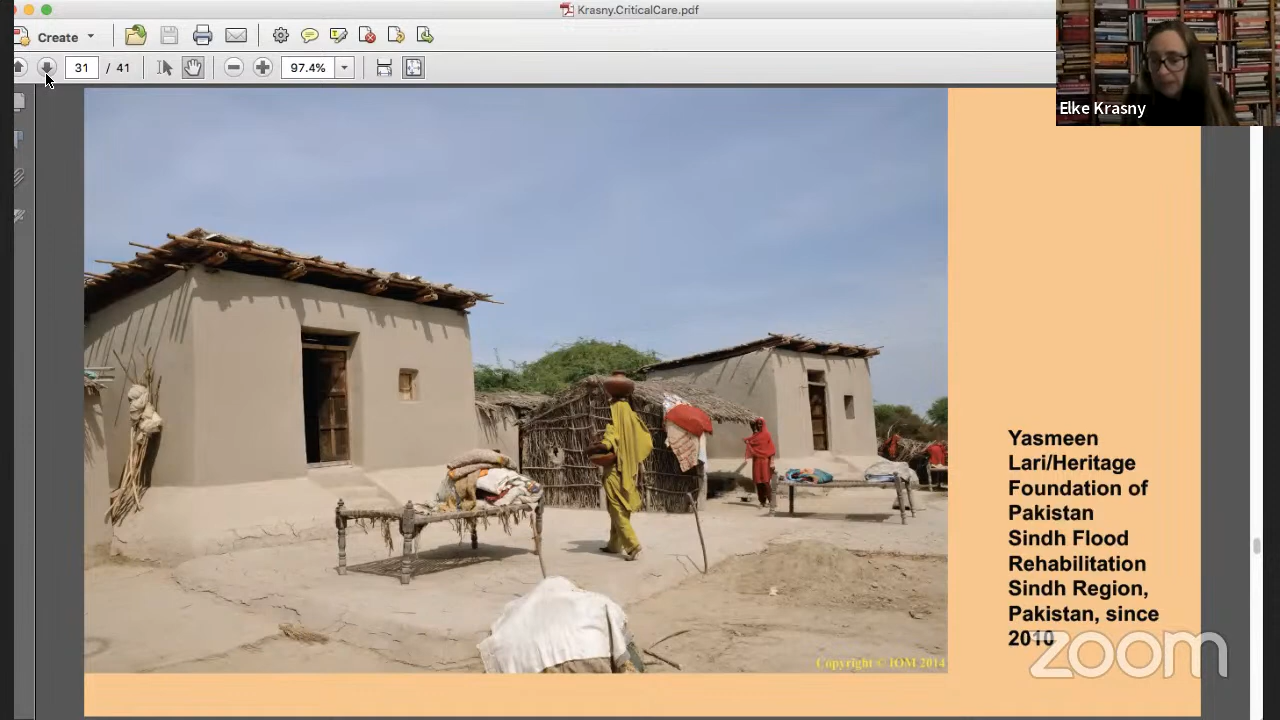 Krasny.CriticalCare.pdf
Create
31 / 41
97.4%
Elke Krasny
Yasmeen
Lari/Heritage
Foundation of
Pakistan
Sindh Flood
Rehabilitation
Sindh Region,
Pakistan, since
2010
zoom
Copyright © IOM 2014